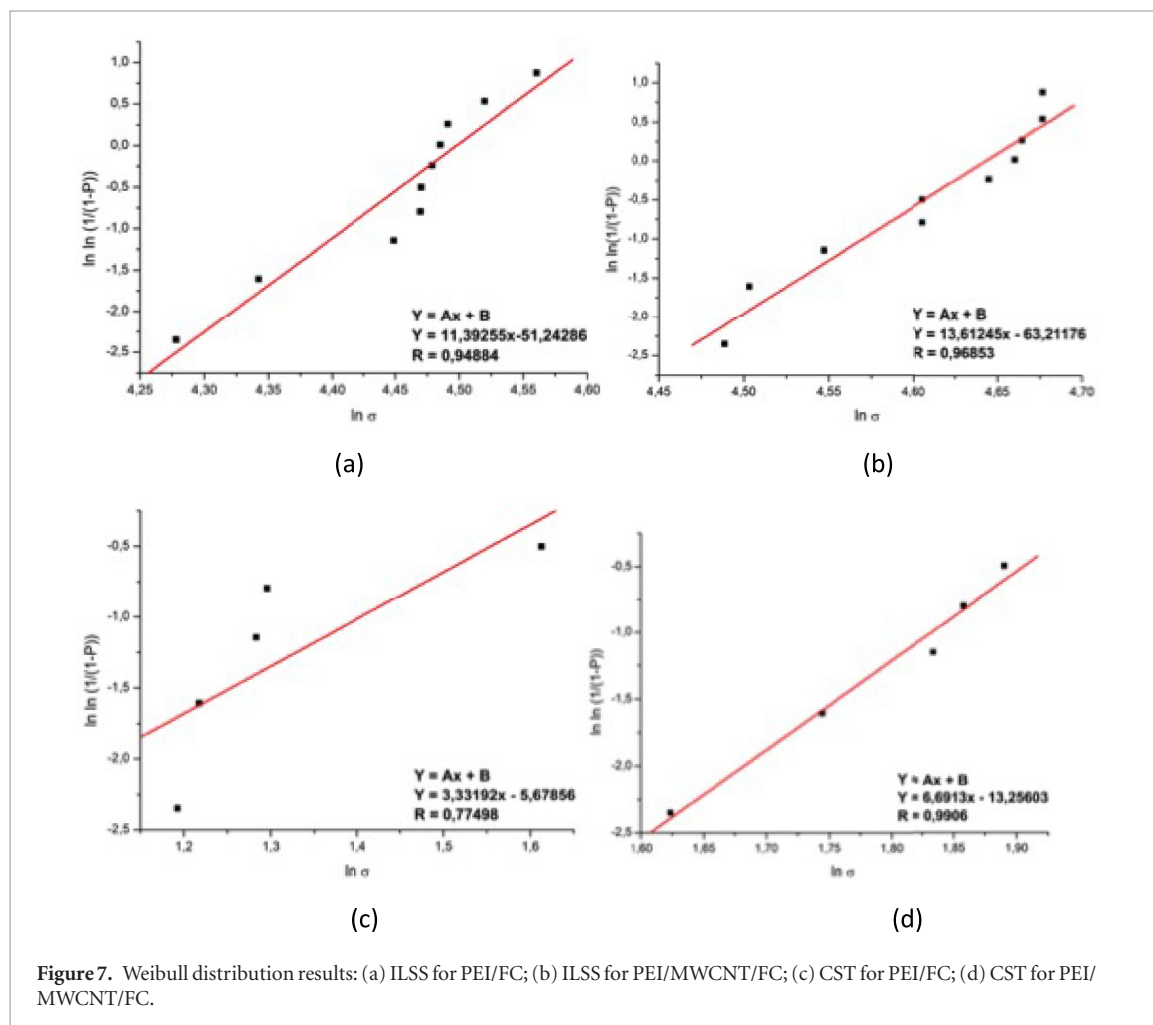 1,0
0,5
0,0
-0,5
-1,0
-1,5
-2,0
-2,5
ln ln (1/(1-P))
Y = Ax + B
Y = 11,39255x-51,24286
R = 0,94884
4,25 4,30 4,35 4,40 4,45 4,50 4,55 4,60
ln σ
(a)
1,0
0,5
0,0
-0,5
-1,0
-1,5
-2,0
-2,5
ln ln(1/(1-P))
Y = Ax + B
Y = 13,61245x - 63,21176
R = 0,96853
4,45 4,50 4,55 4,60 4,65 4,70
ln σ
(b)
-0,5
-1,0
-1,5
-2,0
-2,5
ln ln (1/(1-P))
Y = Ax + B
Y = 3,33192x - 5,67856
R = 0,77498
1,2 1,3 1,4 1,5 1,6
ln σ
(c)
-0,5
-1,0
-1,5
-2,0
-2,5
ln ln (1/(1-P))
Y = Ax + B
Y = 6,6913x - 13,25603
R = 0,9906
1,60 1,65 1,70 1,75 1,80 1,85 1,90
ln σ
(d)
Figure 7. Weibull distribution results: (a) ILSS for PEI/FC; (b) ILSS for PEI/MWCNT/FC; (c) CST for PEI/FC; (d) CST for PEI/
MWCNT/FC.